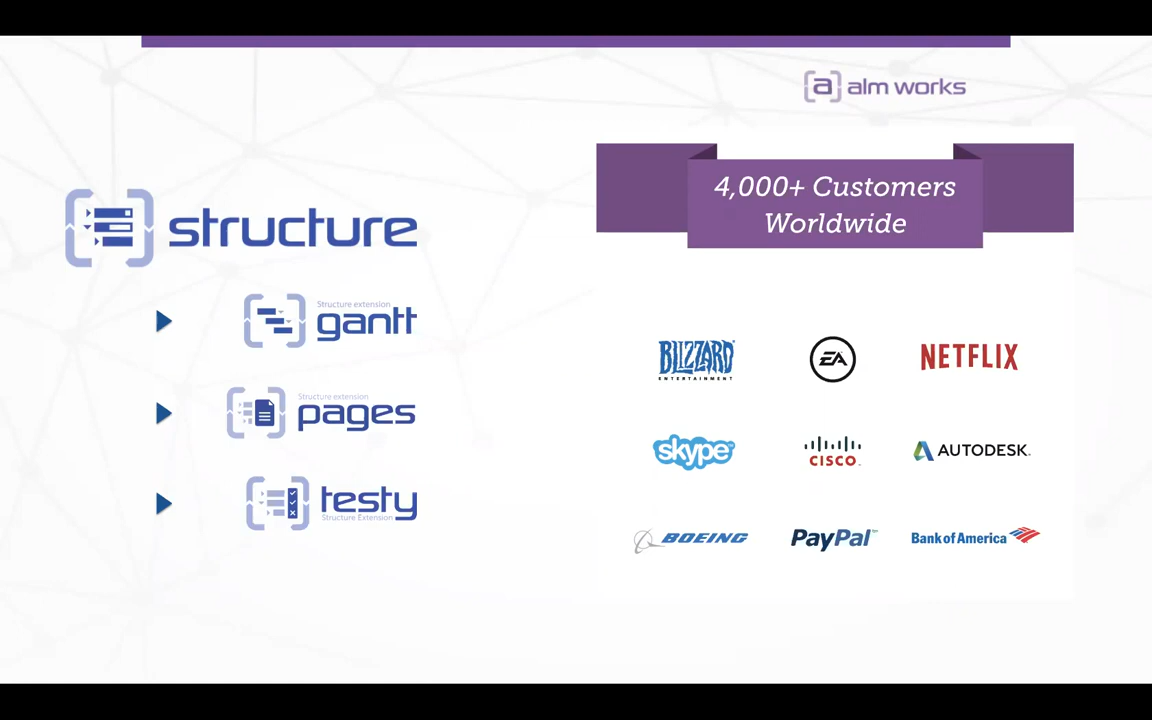 [a] alm works
structure
Structure extension
gantt
Structure extension
pages
testy
Structure Extension
4,000+ Customers
Worldwide
BLIZZARD
ENTERTAINMENT
EA
NETFLIX
skype
CISCO
AUTODESK.
BOEING
PayPal
Bank of America